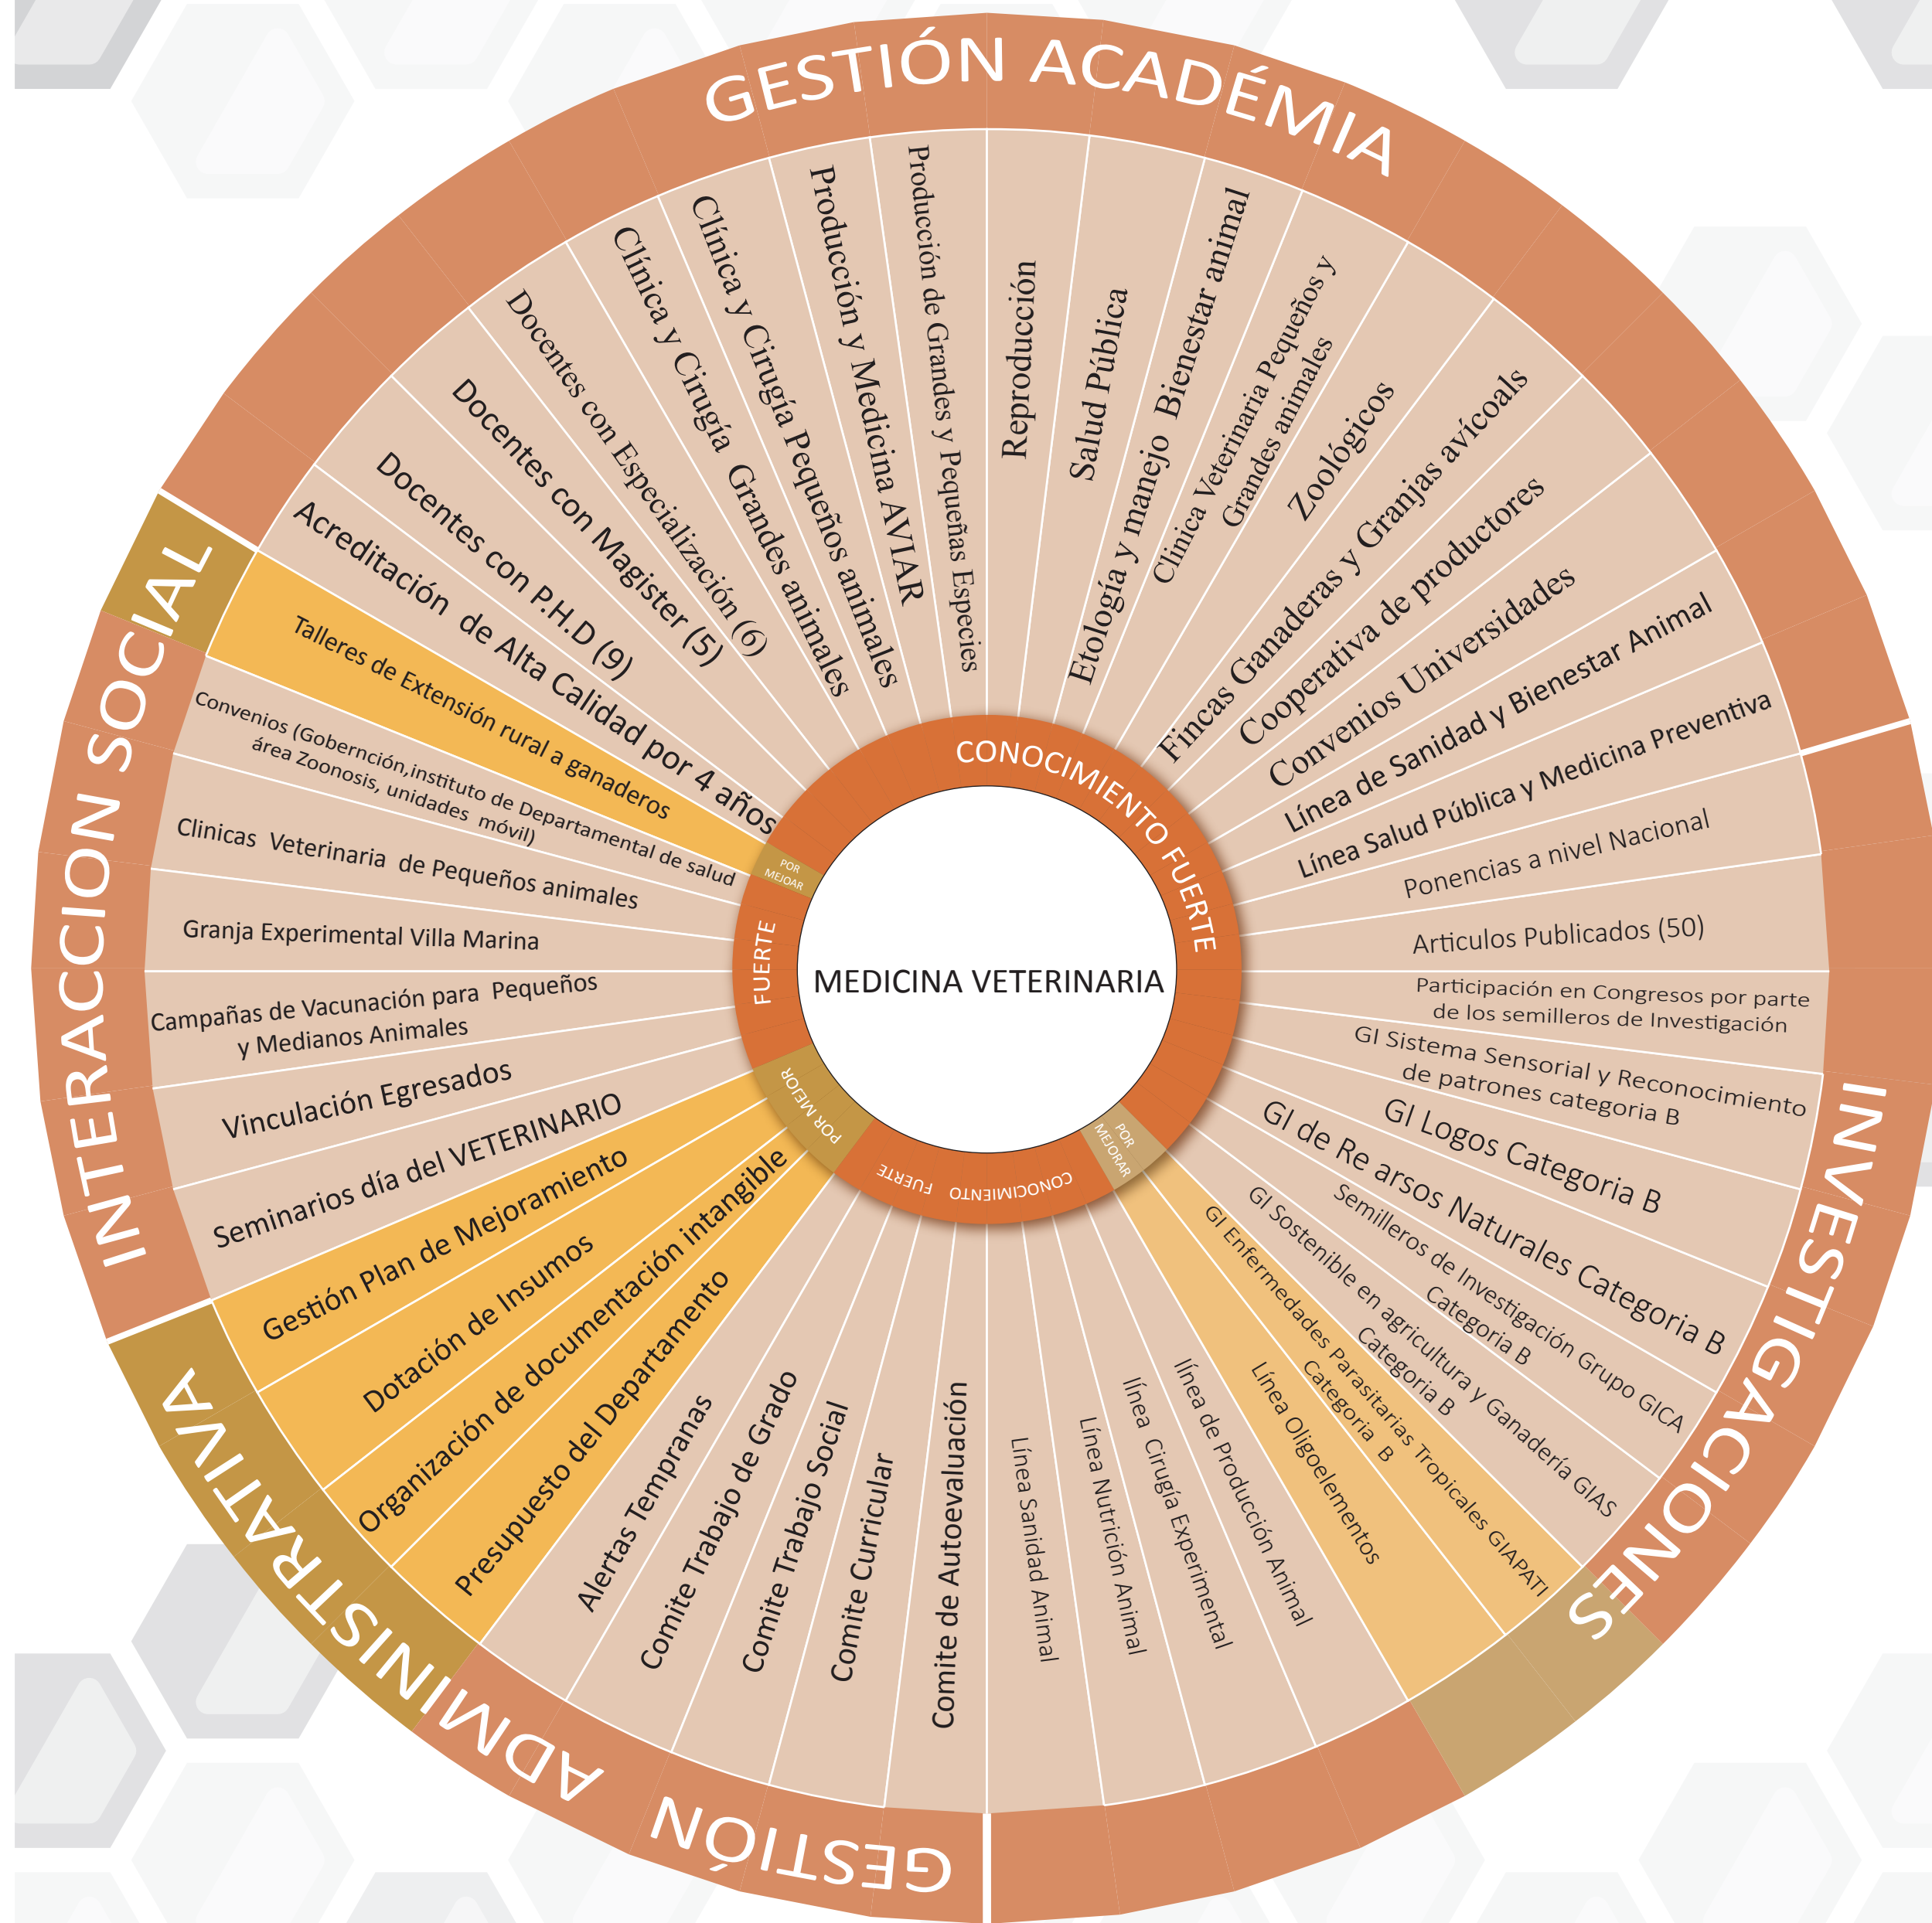 GESTIÓN ACADÉMIA
Acreditación de Alta Calidad por 4 años
Docentes con P.H.D (9)
Docentes con Magister (5)
Docentes con Especialización (6)
Clínica y Cirugía Grandes animales
Clínica y Cirugía Pequeños animales
Producción y Medicina AVIAR
Producción de Grandes y Pequeñas Especies
Reproducción
Salud Pública
Etología y manejo Bienestar animal
Clinica Veterinaria Pequeños y
Grandes animales
Zoológicos
Fincas Ganaderas y Granjas avícoals
Cooperativa de productores
Convenios Universidades
Línea de Sanidad y Bienestar Animal
Línea Salud Pública y Medicina Preventiva
INVESTIGACIONES
Ponencias a nivel Nacional
Articulos Publicados (50)
Participación en Congresos por parte
de los semilleros de Investigación
GI Sistema Sensorial y Reconocimiento
de patrones categoria B
GI Logos Categoria B
GI de Re arsos Naturales Categoria B
Semilleros de Investigación Grupo GICA
Categoria B
GI Sostenible en agricultura y Ganadería GIAS
Categoria B
GI Enfermedades Parasitarias Tropicales GIAPATI
Categoria B
Línea Oligoelementos
línea de Producción Animal
línea Cirugía Experimental
Línea Nutrición Animal
Línea Sanidad Animal
GESTIÓN ADMINISTRATIVA
Comite de Autoevaluación
Comite Curricular
Comite Trabajo Social
Comite Trabajo de Grado
Alertas Tempranas
Presupuesto del Departamento
Organización de documentación intangible
Dotación de Insumos
Gestión Plan de Mejoramiento
INTERACCION SOCIAL
Seminarios día del VETERINARIO
Vinculación Egresados
Campañas de Vacunación para Pequeños
y Medianos Animales
Granja Experimental Villa Marina
Clinicas Veterinaria de Pequeños animales
Convenios (Gobernción,instituto de Departamental de salud
área Zoonosis, unidades móvil)
Talleres de Extensión rural a ganaderos
CONOCIMIENTO FUERTE
POR
MEJORAR
CONOCIMIENTO FUERTE
POR MEJOR
FUERTE
POR
MEJOAR
MEDICINA VETERINARIA